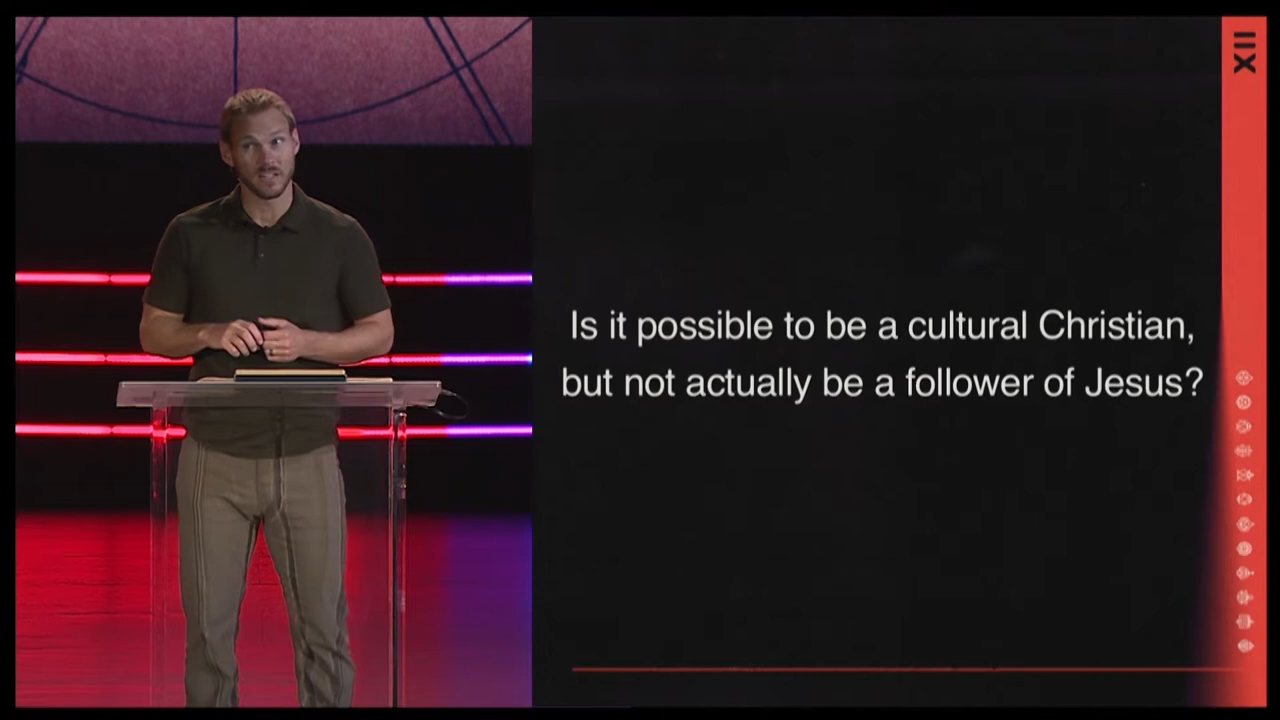 XII
Is it possible to be a cultural Christian,
but not actually be a follower of Jesus?